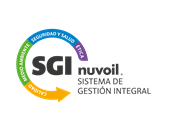 CALIDAD
MEDIO AMBIENTE
SEGURIDAD Y SALUD
ÉTICA
SGI nuvoil.
SISTEMA DE
GESTIÓN INTEGRAL